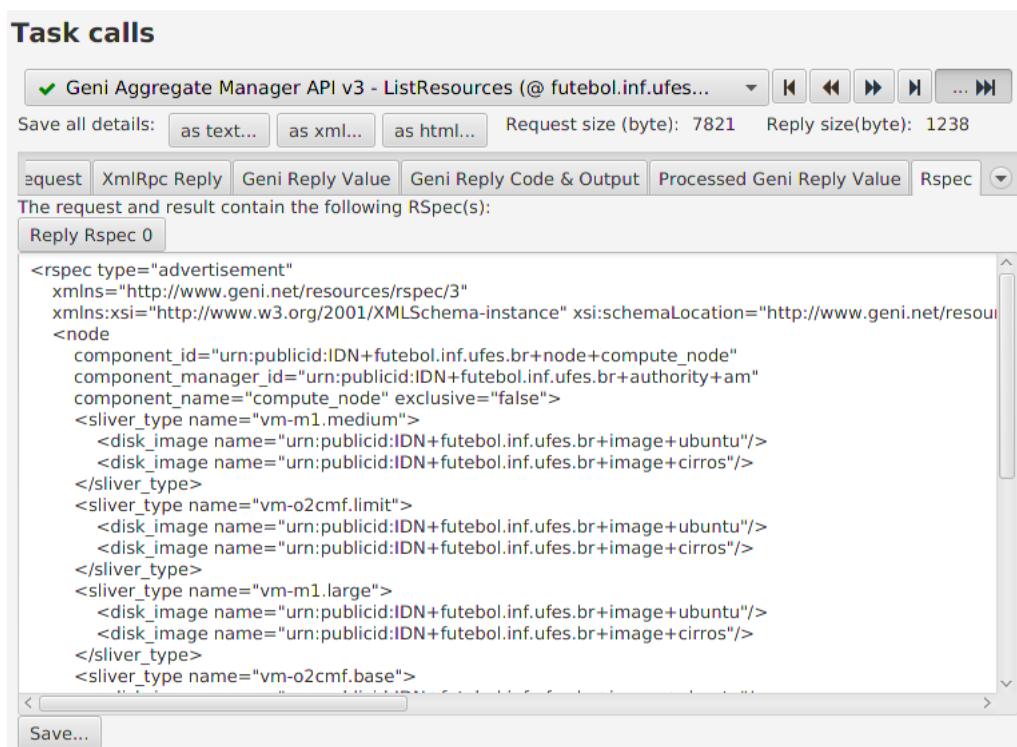 Task calls
Geni Aggregate Manager API v3 - ListResources (@ futebol.inf.ufes...
... 
Save all details: as text... as xml... as html... Request size (byte): 7821 Reply size(byte): 1238
equest XmlRpc Reply Geni Reply Value Geni Reply Code & Output Processed Geni Reply Value Rspec
The request and result contain the following RSpec(s):
Reply Rspec 0
<rspec type="advertisement"
xmlns="http://www.geni.net/resources/rspec/3"
xmlns:xsi="http://www.w3.org/2001/XMLSchema-instance" xsi:schemaLocation="http://www.geni.net/resour
<node
component_id="urn:publicid:IDN+futebol.inf.ufes.br+node+compute_node"
component_manager_id="urn:publicid:IDN+futebol.inf.ufes.br+authority+am"
component_name="compute_node" exclusive="false">
<sliver_type name="vm-m1.medium">
<disk_image name="urn:publicid:IDN+futebol.inf.ufes.br+image+ubuntu"/>
<disk_image name="urn:publicid:IDN+futebol.inf.ufes.br+image+cirros"/>
</sliver_type>
<sliver_type name="vm-o2cmf.limit">
<disk_image name="urn:publicid:IDN+futebol.inf.ufes.br+image+ubuntu"/>
<disk_image name="urn:publicid:IDN+futebol.inf.ufes.br+image+cirros"/>
</sliver_type>
<sliver_type name="vm-m1.large">
<disk_image name="urn:publicid:IDN+futebol.inf.ufes.br+image+ubuntu"/>
<disk_image name="urn:publicid:IDN+futebol.inf.ufes.br+image+cirros"/>
</sliver_type>
<sliver_type name="vm-o2cmf.base">
Save...